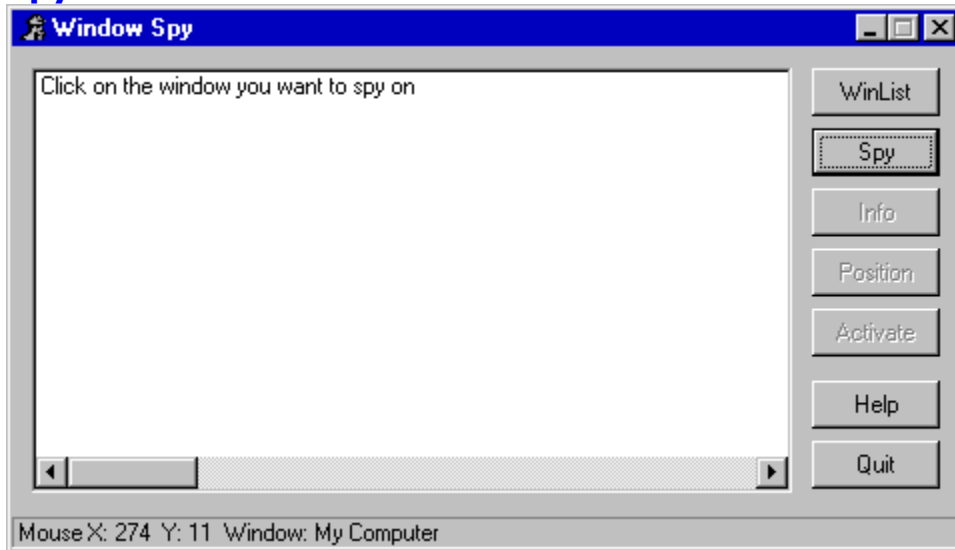 Window Spy
Click on the window you want to spy on
WinList
Spy
Info
Position
Activate
Help
Quit
Mouse X: 274 Y: 11 Window: My Computer